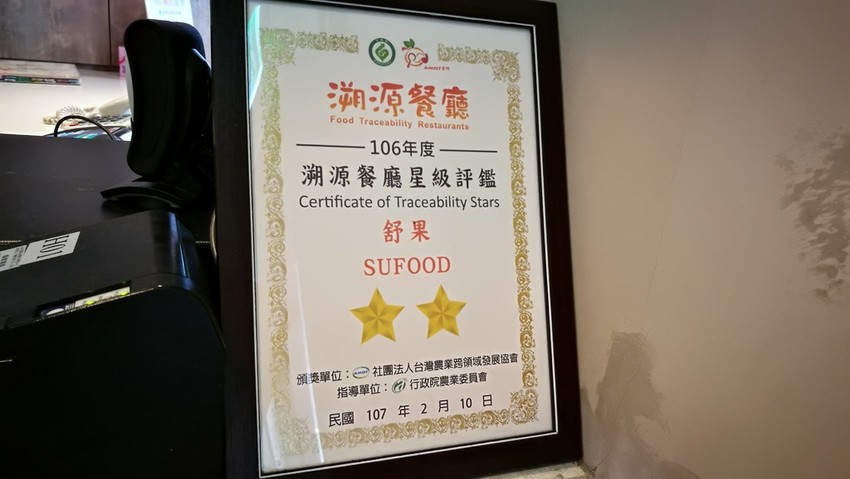 溯源餐廳
Food Traceability Restaurants
106年度
溯源餐廳星級評鑑
Certificate of Traceability Stars
舒果
SUFOOD
頒獎單位：社團法人台灣農業跨領域發展協會
指導單位：行政院農業委員會
民國 107 年 2 月 10 日
H01